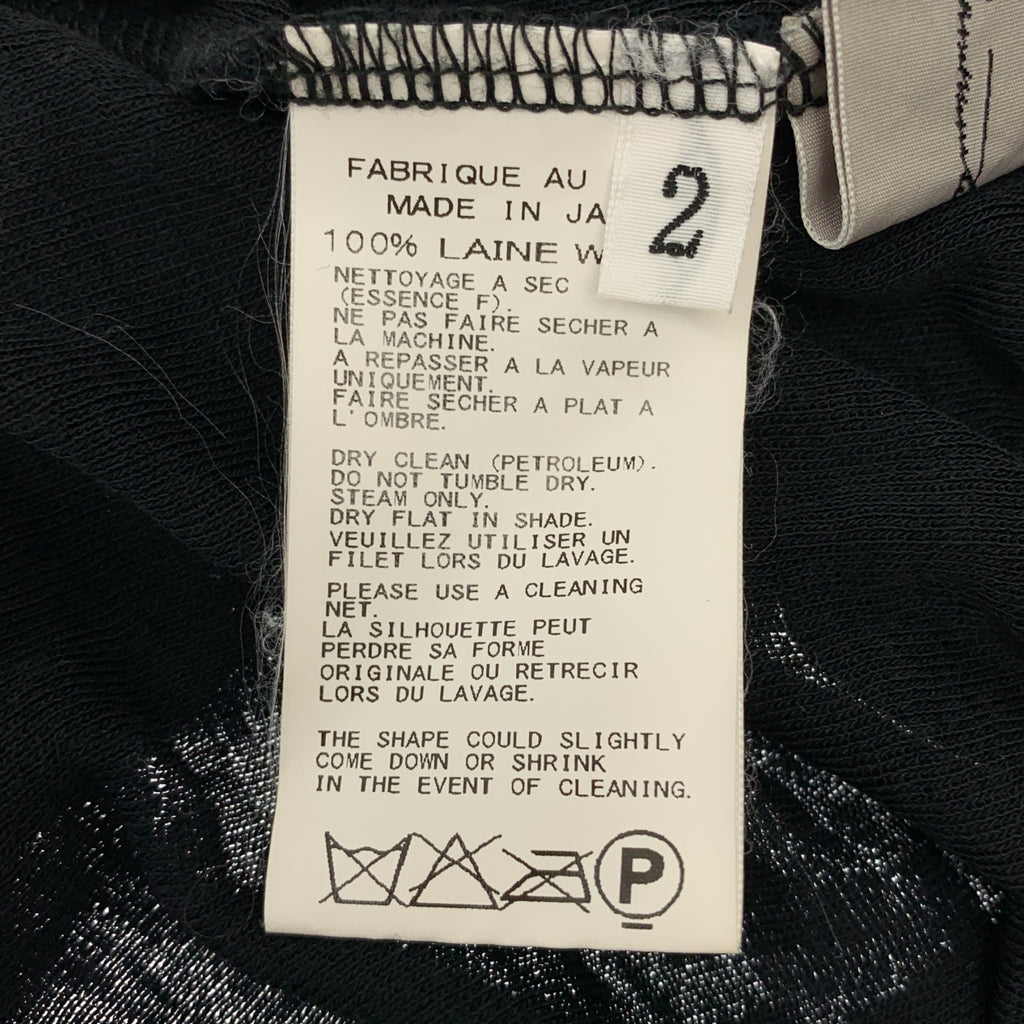 FABRIQUE AU
MADE IN JA
2
100% LAINE W
NETTOYAGE A SEC
(ESSENCE F).
NE PAS FAIRE SECHER A
LA MACHINE.
A REPASSER A LA VAPEUR
UNIQUEMENT.
FAIRE SECHER A PLAT A
L'OMBRE.
DRY CLEAN (PETROLEUM).
DO NOT TUMBLE DRY.
STEAM ONLY.
DRY FLAT IN SHADE.
VEUILLEZ UTILISER UN
FILET LORS DU LAVAGE.
PLEASE USE A CLEANING
NET.
LA SILHOUETTE PEUT
PERDRE SA FORME
ORIGINALE OU RETRECIR
LORS DU LAVAGE.
THE SHAPE COULD SLIGHTLY
COME DOWN OR SHRINK
IN THE EVENT OF CLEANING.
P